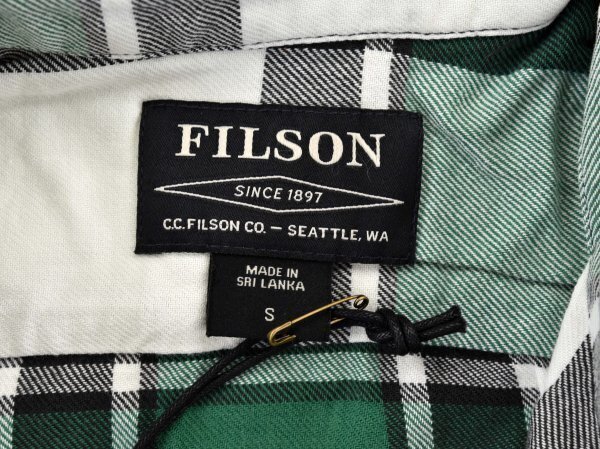 FILSON
SINCE 1897
C.C. FILSON CO. – SEATTLE, WA
MADE IN
SRI LANKA
S